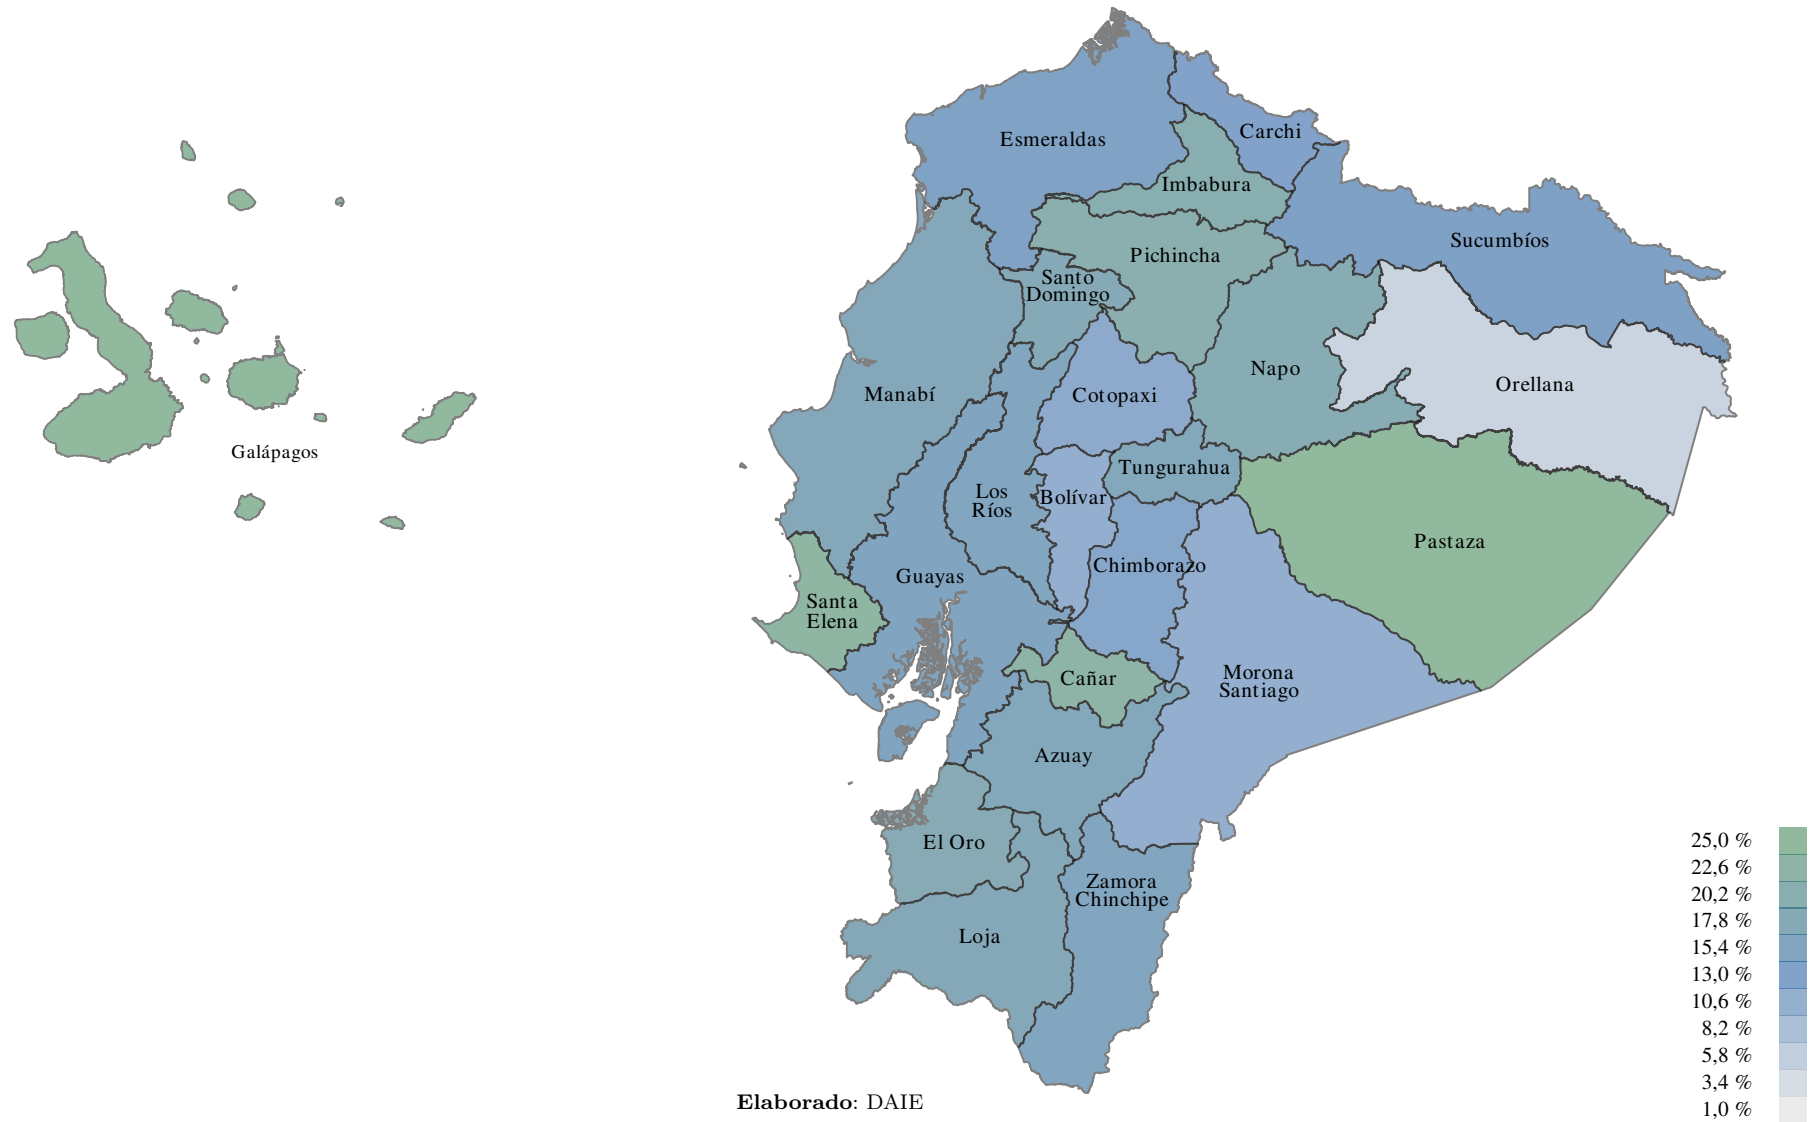 Esmeraldas
Carchi
Imbabura
Sucumbíos
Pichincha
Santo
Domingo
Napo
Orellana
Manabí
Cotopaxi
Galápagos
Tungurahua
Los
Ríos
Bolívar
Pastaza
Chimborazo
Guayas
Santa
Elena
Cañar
Morona
Santiago
Azuay
El Oro
Zamora
Chinchipe
Loja
25,0 %
22,6 %
20,2 %
17,8 %
15,4 %
13,0 %
10,6 %
8,2 %
5,8 %
3,4 %
1,0 %
Elaborado: DAIE